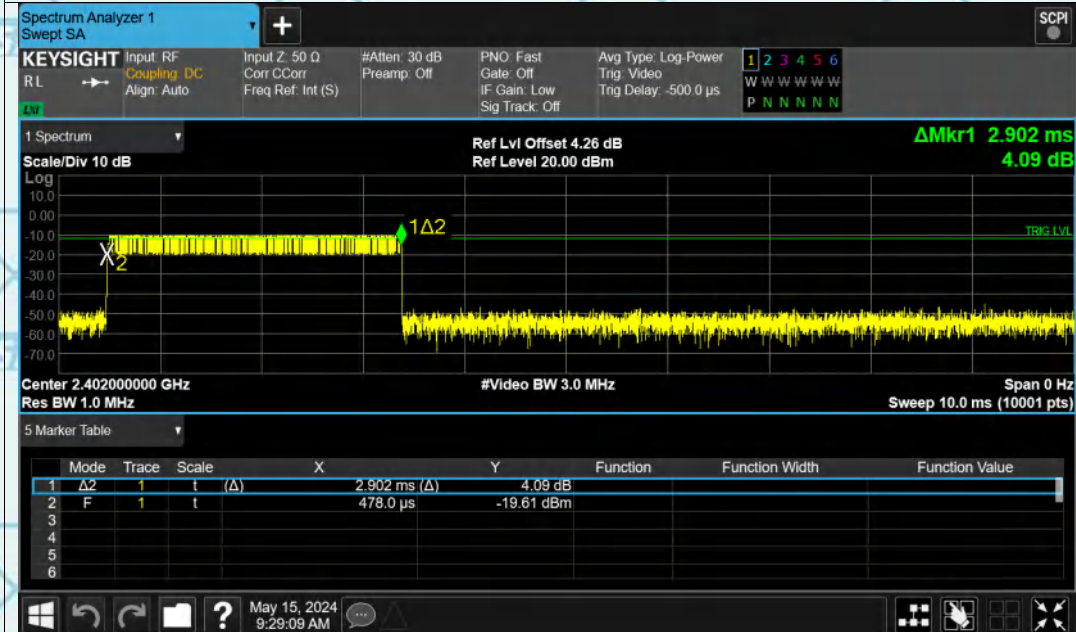 Spectrum Analyzer 1
Swept SA
+
SCPI
KEYSIGHT Input: RF Input Z: 50 Ω #Atten: 30 dB PNO: Fast Avg Type: Log-Power 1 2 3 4 5 6
RL Coupling: DC Corr CCorr Preamp: Off Gate: Off Trig: Video W W W W W W
Align: Auto Freq Ref: Int (S) IF Gain: Low Trig Delay: -500.0 µs P N N N N N
LXI Sig Track: Off
1 Spectrum
Ref Lvl Offset 4.26 dB ΔMkr1 2.902 ms
Scale/Div 10 dB Ref Level 20.00 dBm 4.09 dB
Log
10.0
0.00
1Δ2
-10.0
TRIG LVL
-20.0
X2
-30.0
-40.0
-50.0
-60.0
-70.0
Center 2.402000000 GHz #Video BW 3.0 MHz Span 0 Hz
Res BW 1.0 MHz Sweep 10.0 ms (10001 pts)
5 Marker Table
Mode Trace Scale X Y Function Function Width Function Value
1 Δ2 1 t (Δ) 2.902 ms (Δ) 4.09 dB
2 F 1 t 478.0 µs -19.61 dBm
3
4
5
6
? May 15, 2024
9:29:09 AM